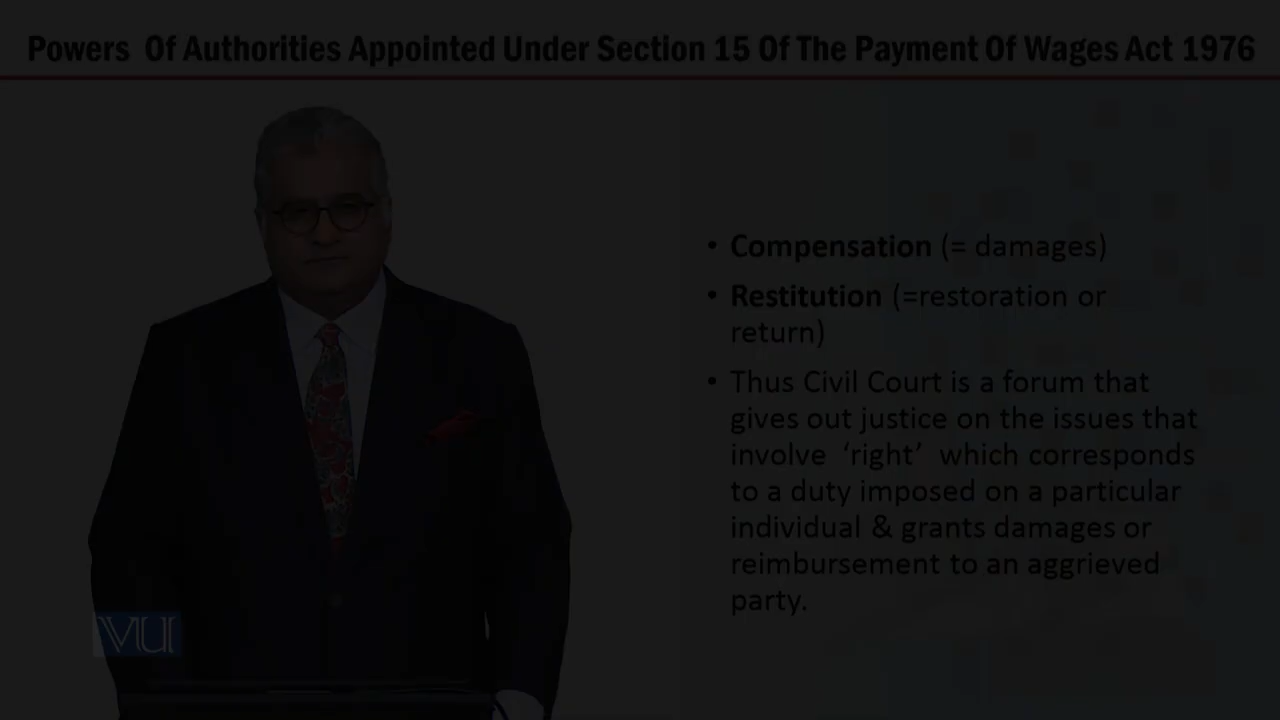 Powers Of Authorities Appointed Under Section 15 Of The Payment Of Wages Act 1976
• Compensation (= damages)
• Restitution (=restoration or
return)
• Thus Civil Court is a forum that
gives out justice on the issues that
involve ‘right’ which corresponds
to a duty imposed on a particular
individual & grants damages or
reimbursement to an aggrieved
party.
VU